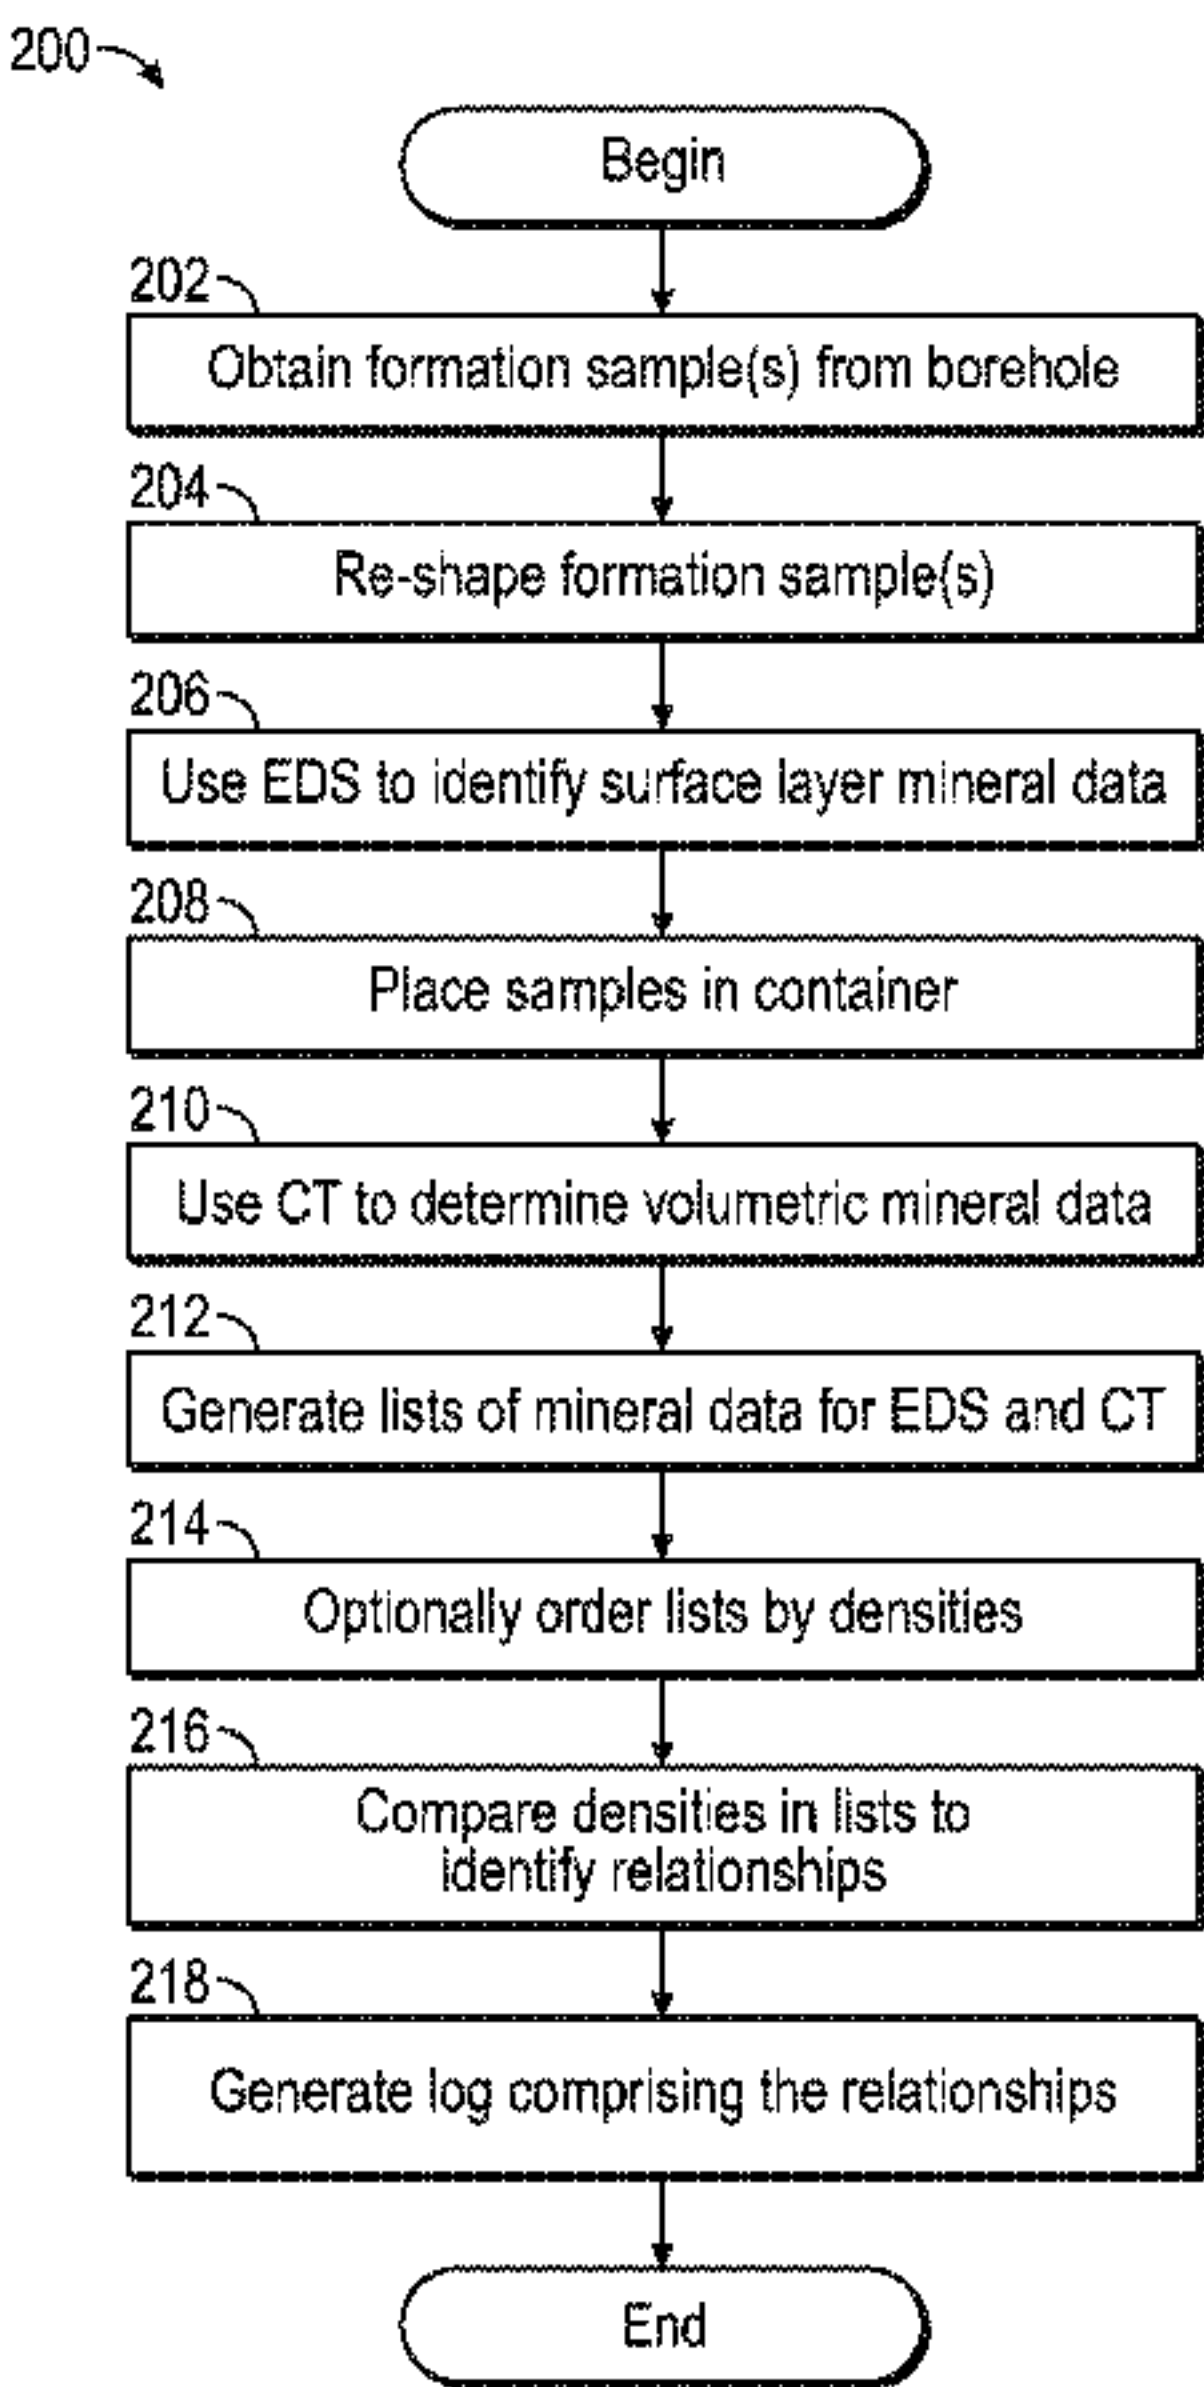 200
Begin
202
Obtain formation sample(s) from borehole
204
Re-shape formation sample(s)
206
Use EDS to identify surface layer mineral data
208
Place samples in container
210
Use CT to determine volumetric mineral data
212
Generate lists of mineral data for EDS and CT
214
Optionally order lists by densities
216
Compare densities in lists to
identify relationships
218
Generate log comprising the relationships
End